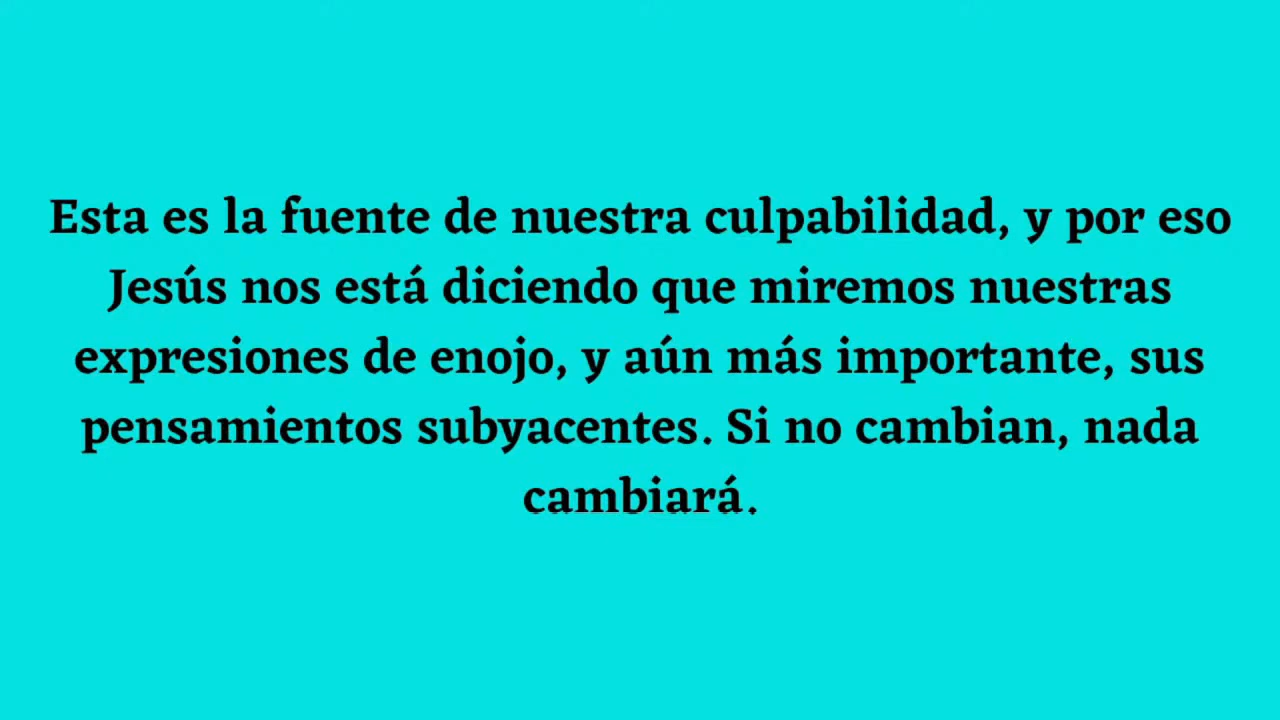 Esta es la fuente de nuestra culpabilidad, y por eso
Jesús nos está diciendo que miremos nuestras
expresiones de enojo, y aún más importante, sus
pensamientos subyacentes. Si no cambian, nada
cambiará.